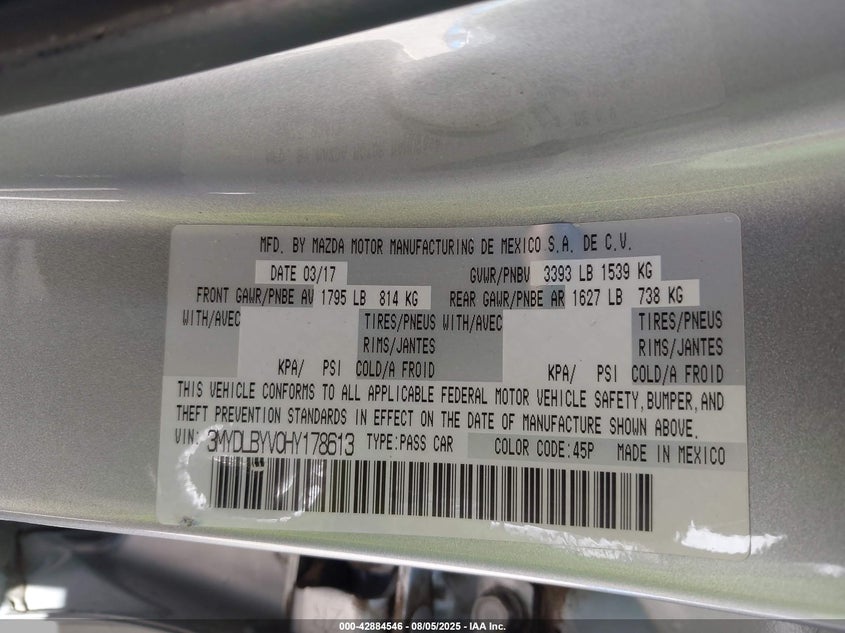 MFD. BY MAZDA MOTOR MANUFACTURING DE MEXICO S.A. DE C.V.
DATE 03/17 GVWR/PNBV 3393 LB 1539 KG
FRONT GAWR/PNBE AV 1795 LB 814 KG REAR GAWR/PNBE AR 1627 LB 738 KG
WITH/AVEC TIRES/PNEUS WITH/AVEC TIRES/PNEUS
RIMS/JANTES RIMS/JANTES
KPA/ PSI COLD/A FROID KPA/ PSI COLD/A FROID
THIS VEHICLE CONFORMS TO ALL APPLICABLE FEDERAL MOTOR VEHICLE SAFETY, BUMPER, AND
THEFT PREVENTION STANDARDS IN EFFECT ON THE DATE OF MANUFACTURE SHOWN ABOVE.
VIN: 3MYDLBYV0HY178613 TYPE: PASS CAR COLOR CODE: 45P MADE IN MEXICO
000-42884546 - 08/05/2025 - IAA Inc.